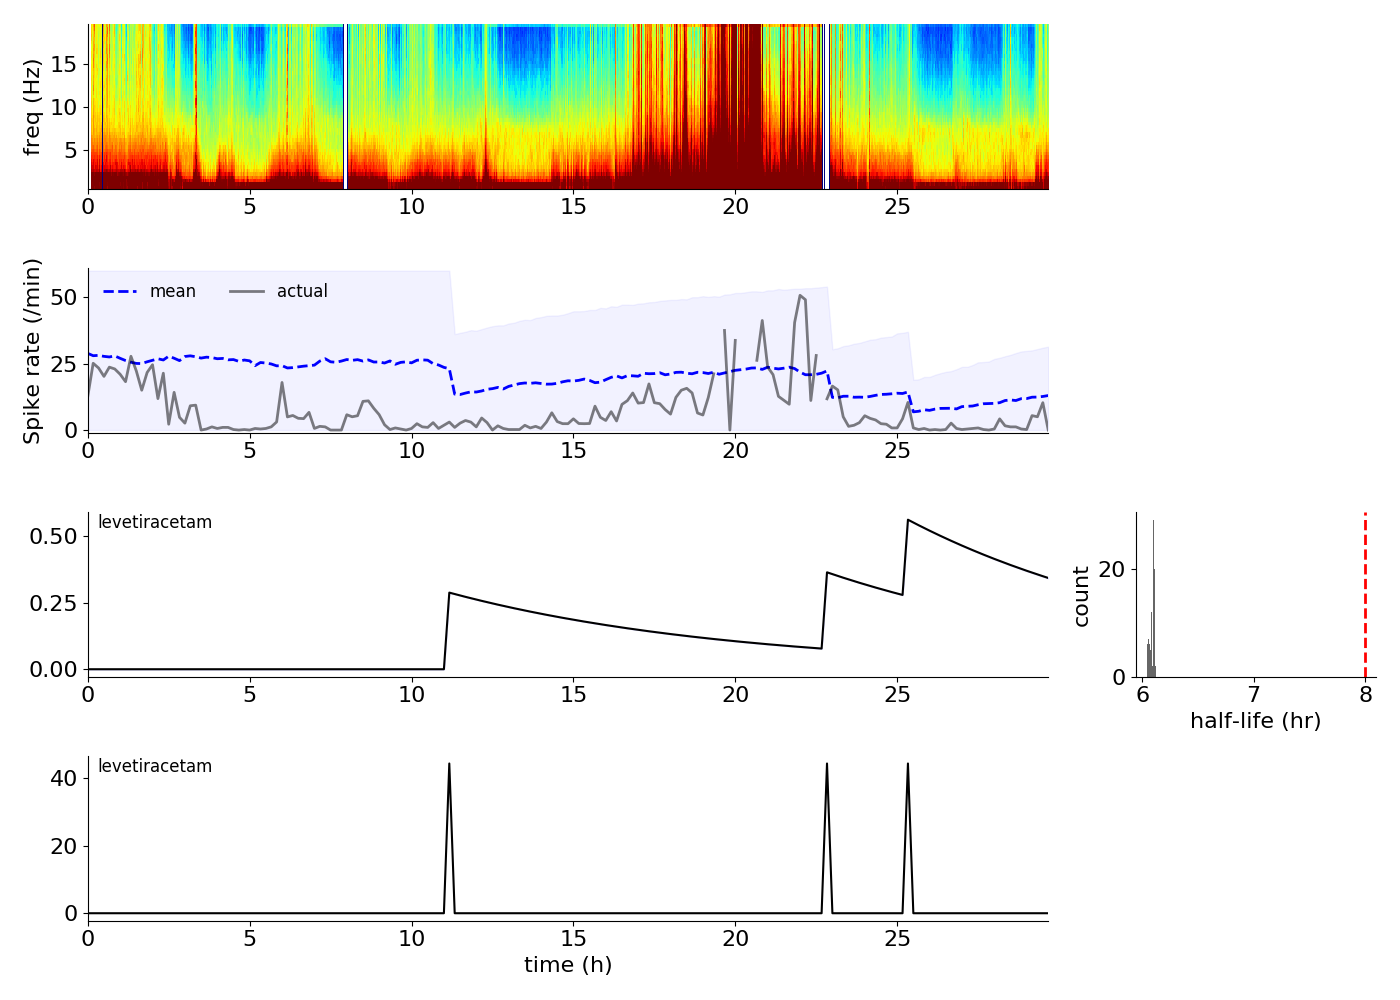 freq (Hz)
15
10
5
0 5 10 15 20 25
Spike rate (/min)
50
25
0
mean actual
0 5 10 15 20 25
levetiracetam
0.50
0.25
0.00
0 5 10 15 20 25
count
20
0
6 7 8
half-life (hr)
levetiracetam
40
20
0
0 5 10 15 20 25
time (h)